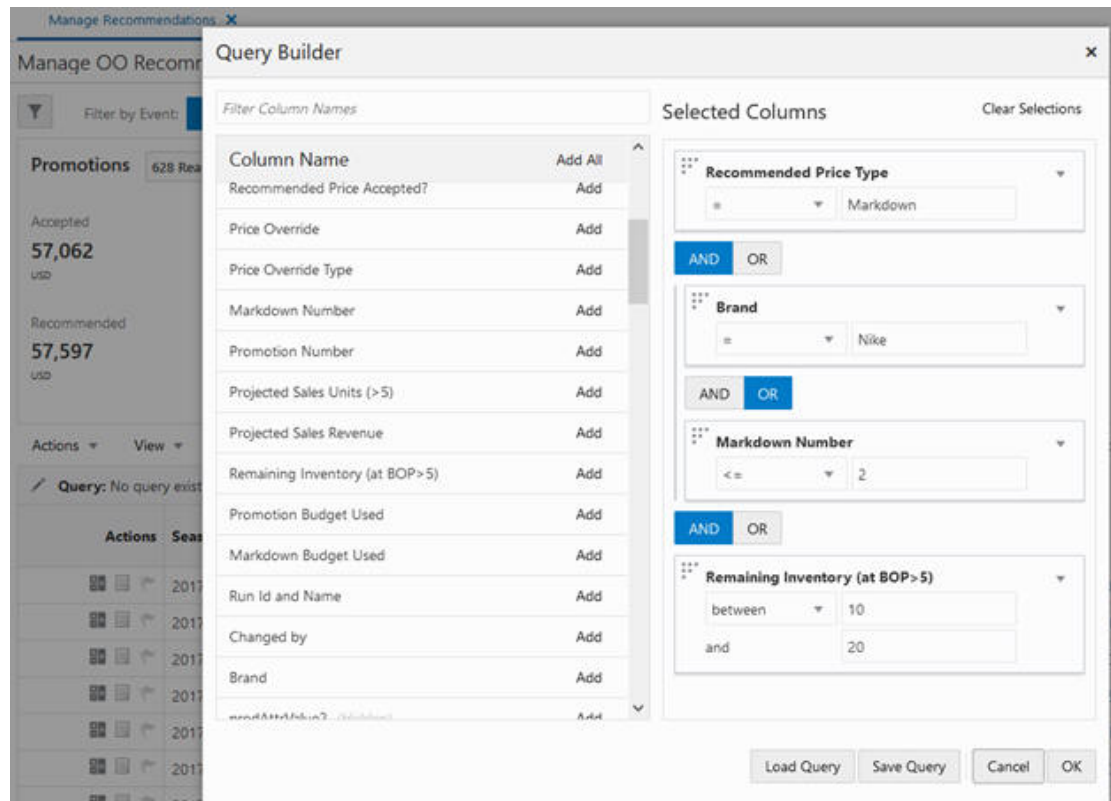 Manage Recommendations ×
Manage OO Recomr
Filter by Event:
Promotions 628 Rea
Accepted
57,062
USD
Recommended
57,597
USD
Actions View
Query: No query exist
Actions Seas
2017
2017
2017
2017
2017
2017
Query Builder ×
Filter Column Names
Column Name Add All
Recommended Price Accepted? Add
Price Override Add
Price Override Type Add
Markdown Number Add
Promotion Number Add
Projected Sales Units (>5) Add
Projected Sales Revenue Add
Remaining Inventory (at BOP>5) Add
Promotion Budget Used Add
Markdown Budget Used Add
Run Id and Name Add
Changed by Add
Brand Add
prodAttrValue2 (Hidden) Add
Selected Columns Clear Selections
Recommended Price Type
= Markdown
AND OR
Brand
= Nike
AND OR
Markdown Number
<= 2
AND OR
Remaining Inventory (at BOP>5)
between 10
and 20
Load Query Save Query Cancel OK